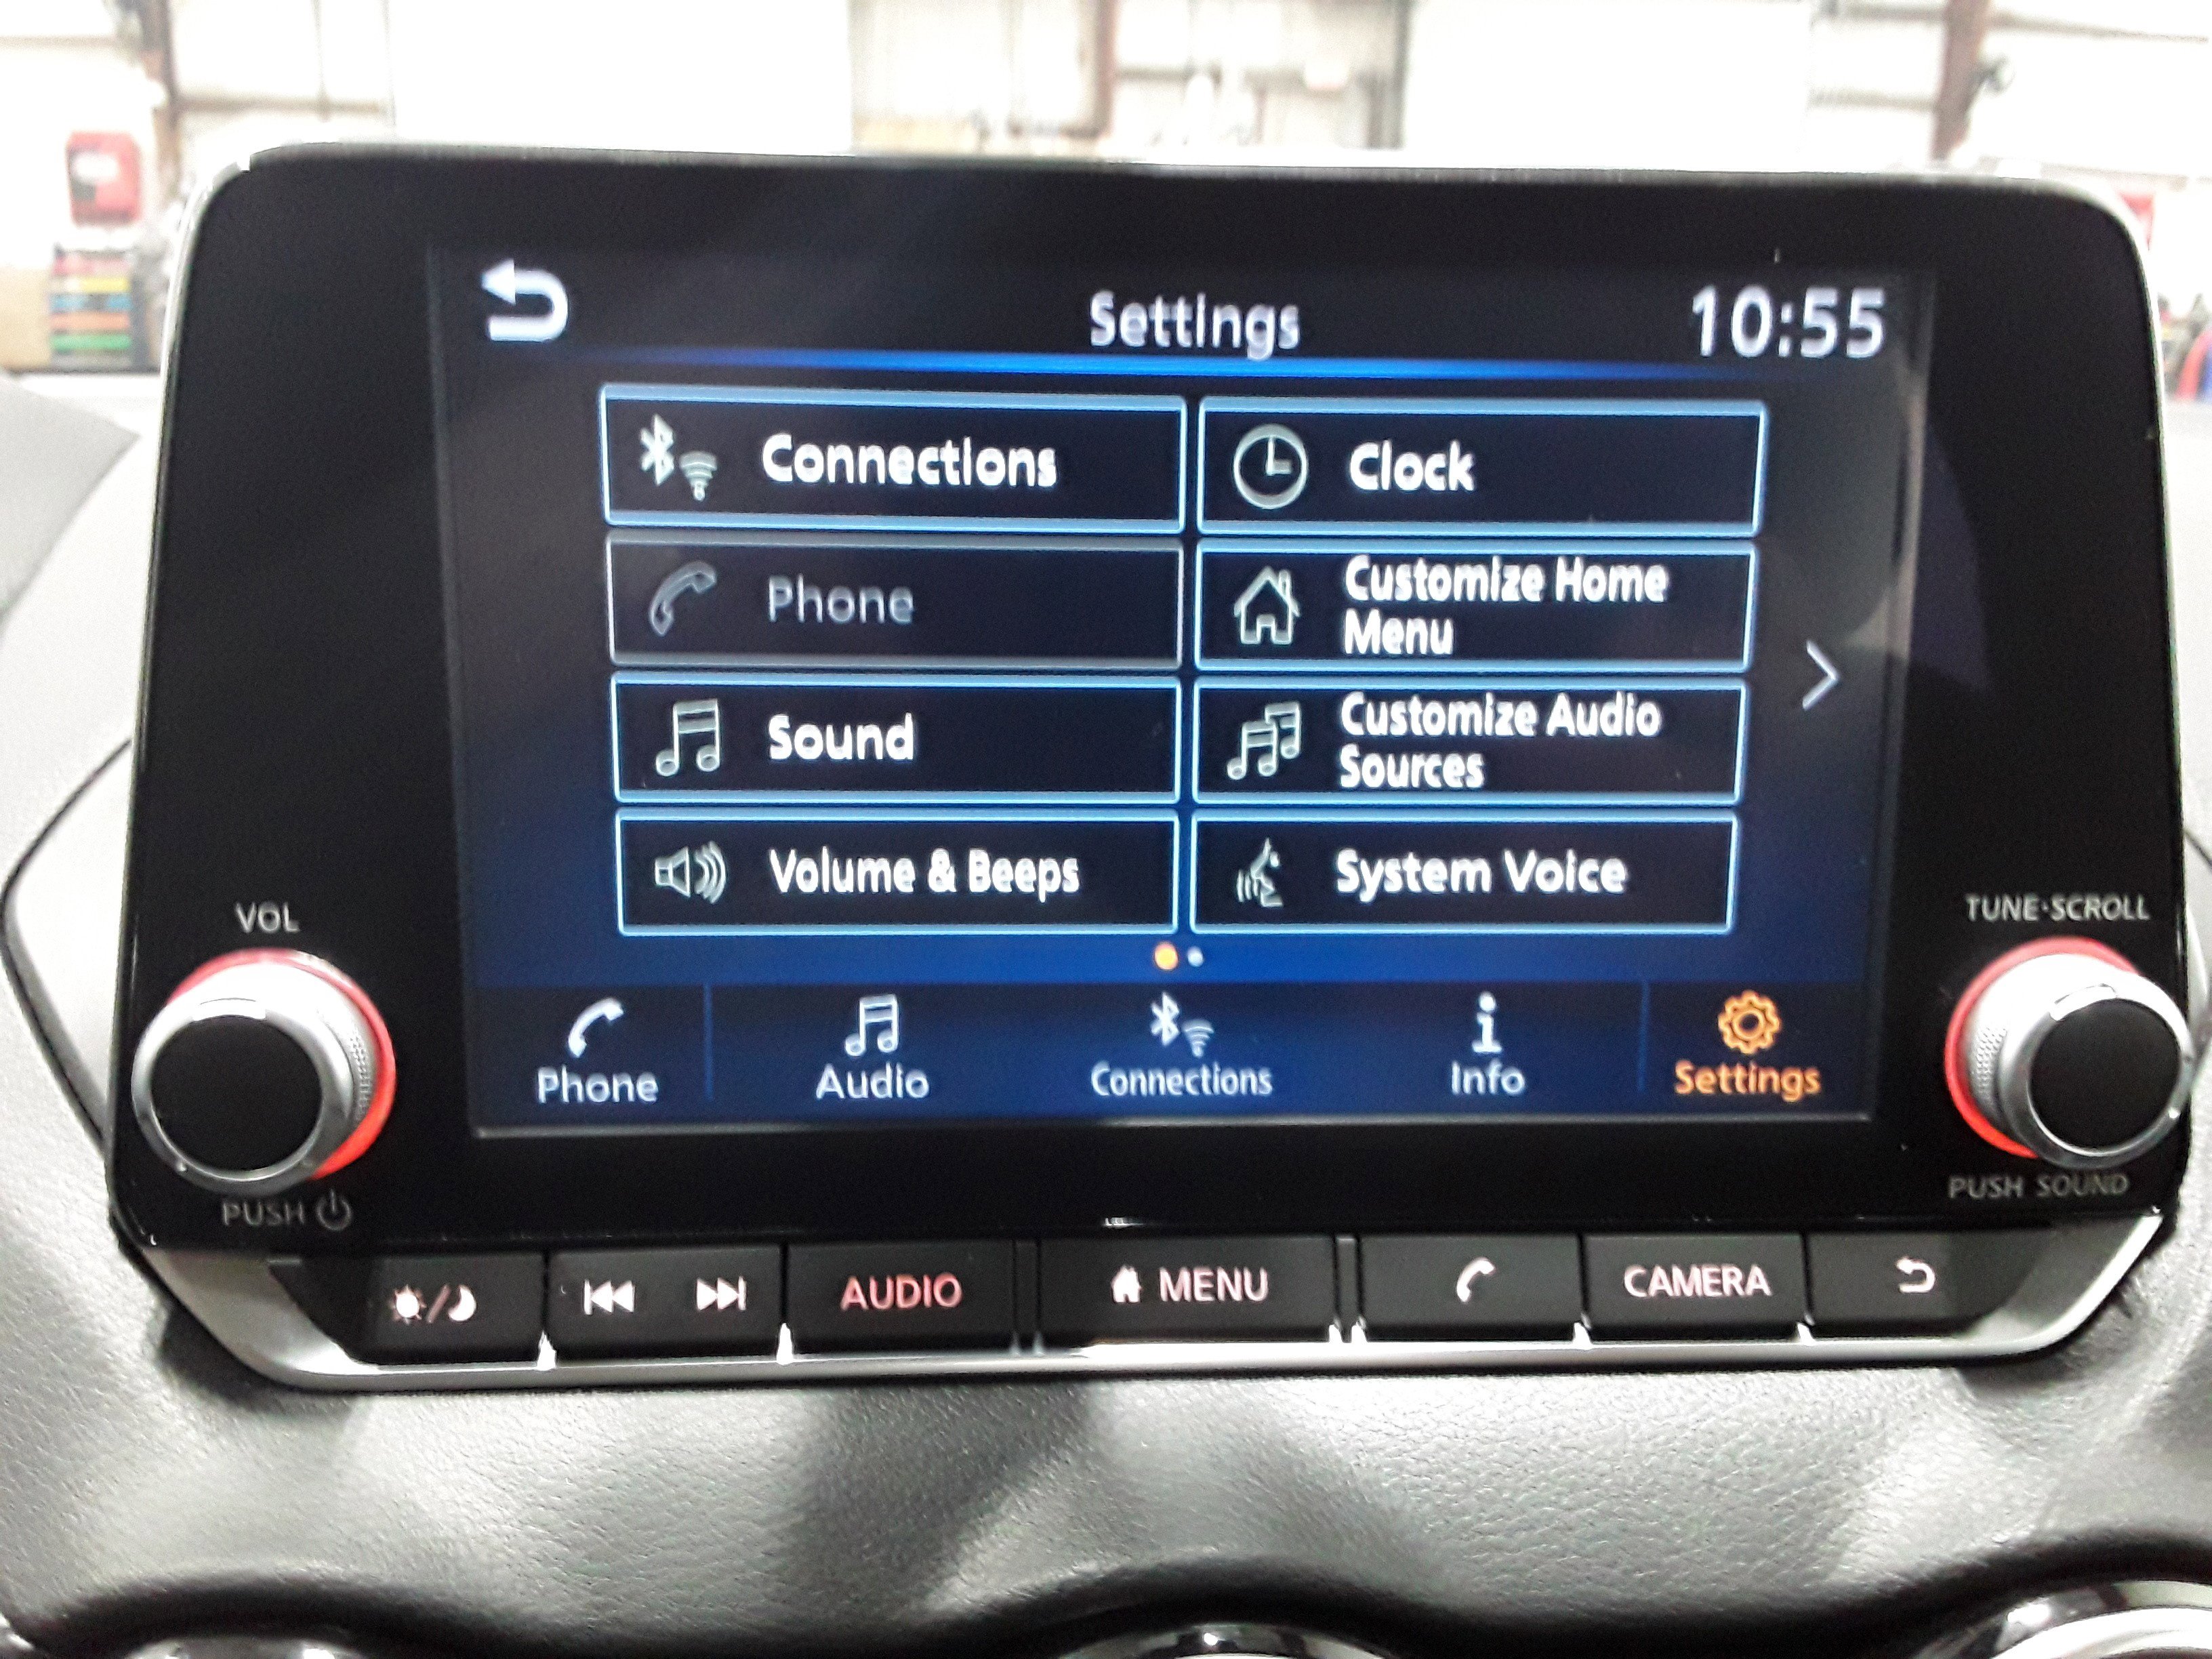 Settings
10:55
Connections
Clock
Phone
Customize Home
Menu
Sound
Customize Audio
Sources
Volume & Beeps
System Voice
VOL
TUNE·SCROLL
Phone
Audio
Connections
Info
Settings
PUSH
PUSH SOUND
AUDIO
MENU
CAMERA